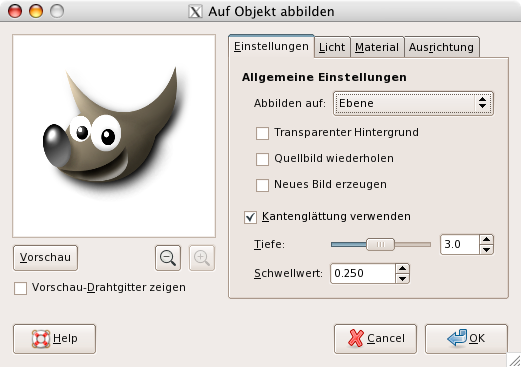 Auf Objekt abbilden
Einstellungen Licht Material Ausrichtung
Allgemeine Einstellungen
Abbilden auf: Ebene
Transparenter Hintergrund
Quellbild wiederholen
Neues Bild erzeugen
Kantenglättung verwenden
Tiefe: 3.0
Schwellwert: 0.250
Vorschau
Vorschau-Drahtgitter zeigen
Help Cancel OK